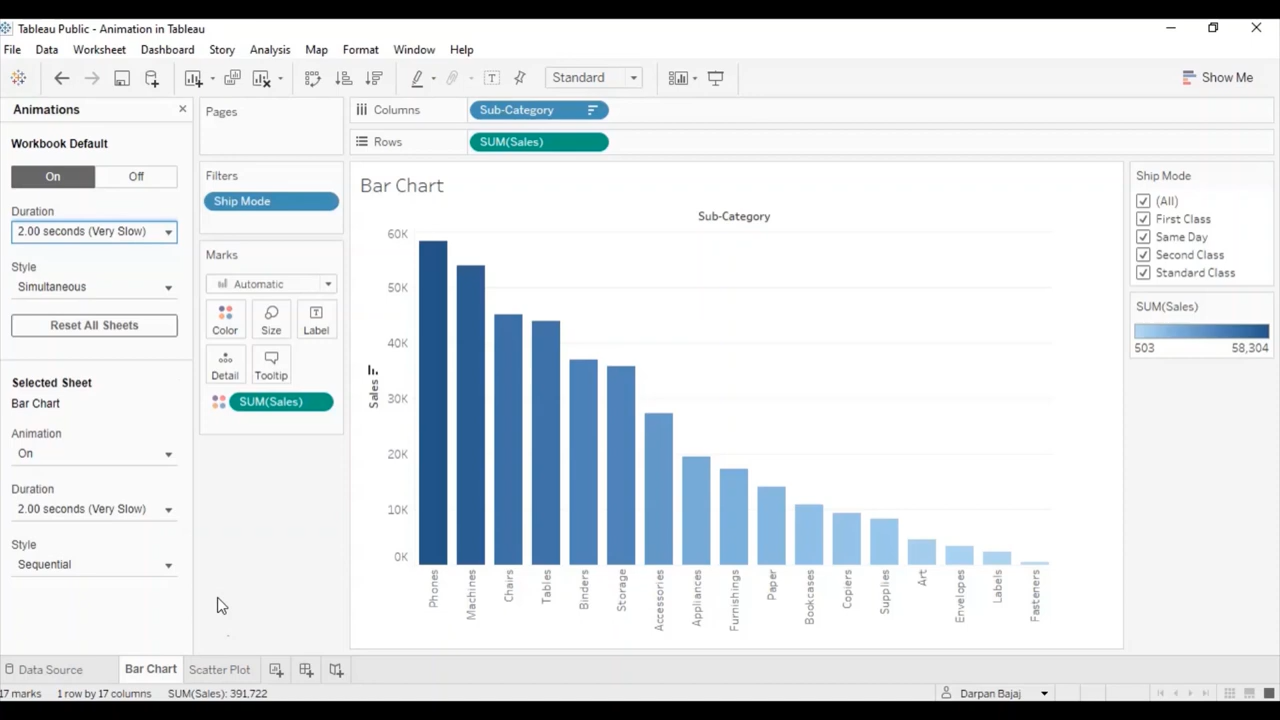 Tableau Public - Animation in Tableau
File Data Worksheet Dashboard Story Analysis Map Format Window Help
Standard
Show Me
Animations
Workbook Default
On Off
Duration
2.00 seconds (Very Slow)
Style
Simultaneous
Reset All Sheets
Selected Sheet
Bar Chart
Animation
On
Duration
2.00 seconds (Very Slow)
Style
Sequential
Pages
Filters
Ship Mode
Marks
Automatic
Color Size Label
Detail Tooltip
SUM(Sales)
Columns Sub-Category
Rows SUM(Sales)
Bar Chart
Sub-Category
60K
50K
40K
30K
20K
10K
0K
Sales
Phones Machines Chairs Tables Binders Storage Accessories Appliances Furnishings Paper Bookcases Copiers Supplies Art Envelopes Labels Fasteners
Ship Mode
(All)
First Class
Same Day
Second Class
Standard Class
SUM(Sales)
503 58,304
Data Source Bar Chart Scatter Plot
17 marks 1 row by 17 columns SUM(Sales): 391,722 Darpan Bajaj